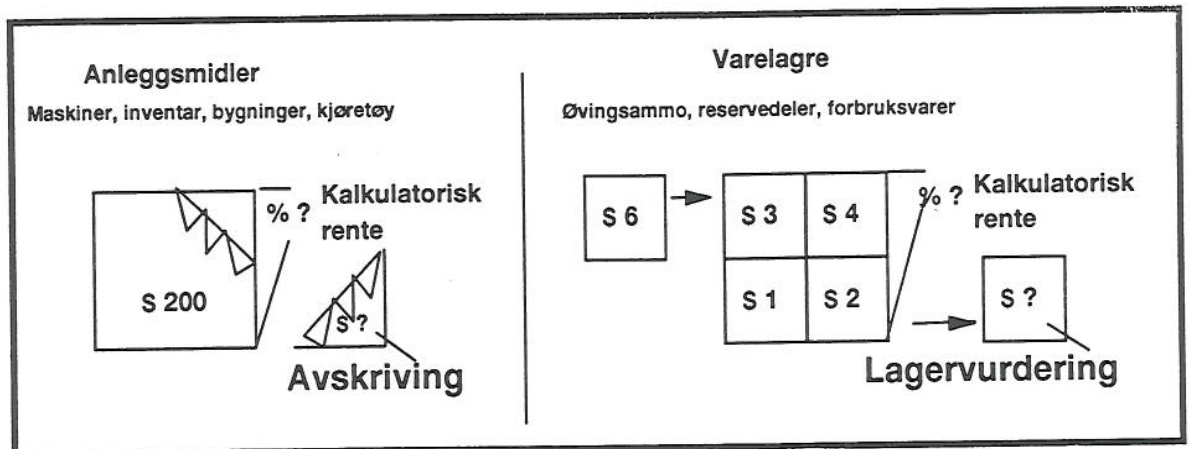 Anleggsmidler
Maskiner, inventar, bygninger, kjøretøy
% ? Kalkulatorisk
rente
S 200
S ?
Avskriving
Varelagre
Øvingsammo, reservedeler, forbruksvarer
S 6
S 3
S 4
% ? Kalkulatorisk
rente
S 1
S 2
S ?
Lagervurdering